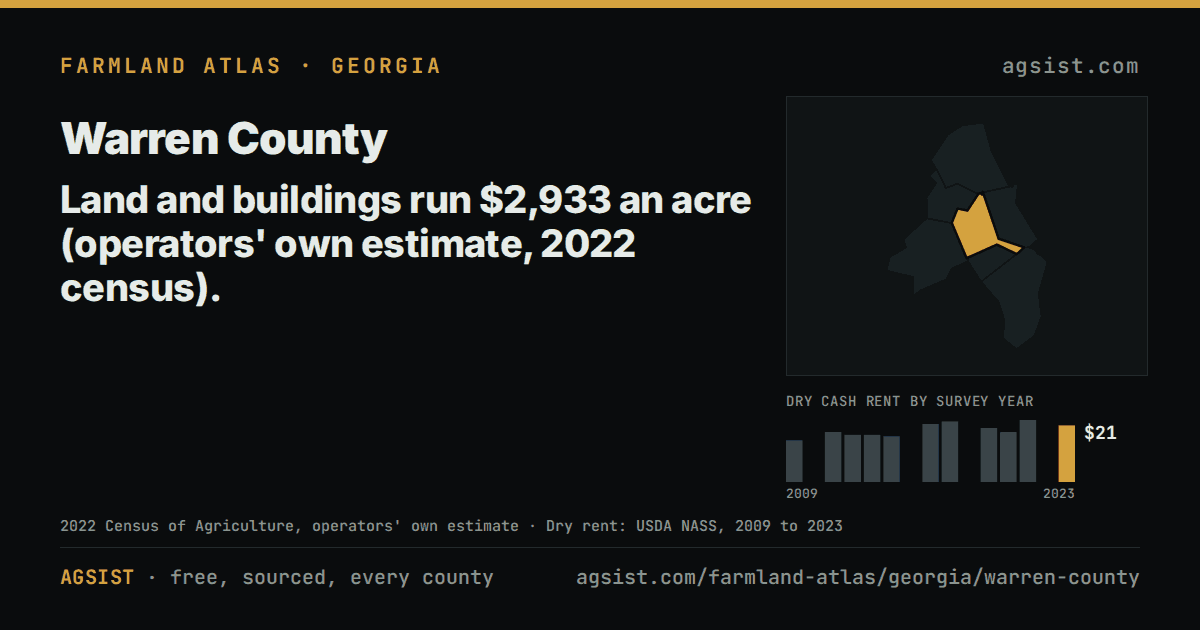 FARMLAND ATLAS · GEORGIA
agsist.com
Warren County
Land and buildings run $2,933 an acre
(operators' own estimate, 2022
census).
DRY CASH RENT BY SURVEY YEAR
$21
2009
2023
2022 Census of Agriculture, operators' own estimate · Dry rent: USDA NASS, 2009 to 2023
AGSIST · free, sourced, every county
agsist.com/farmland-atlas/georgia/warren-county